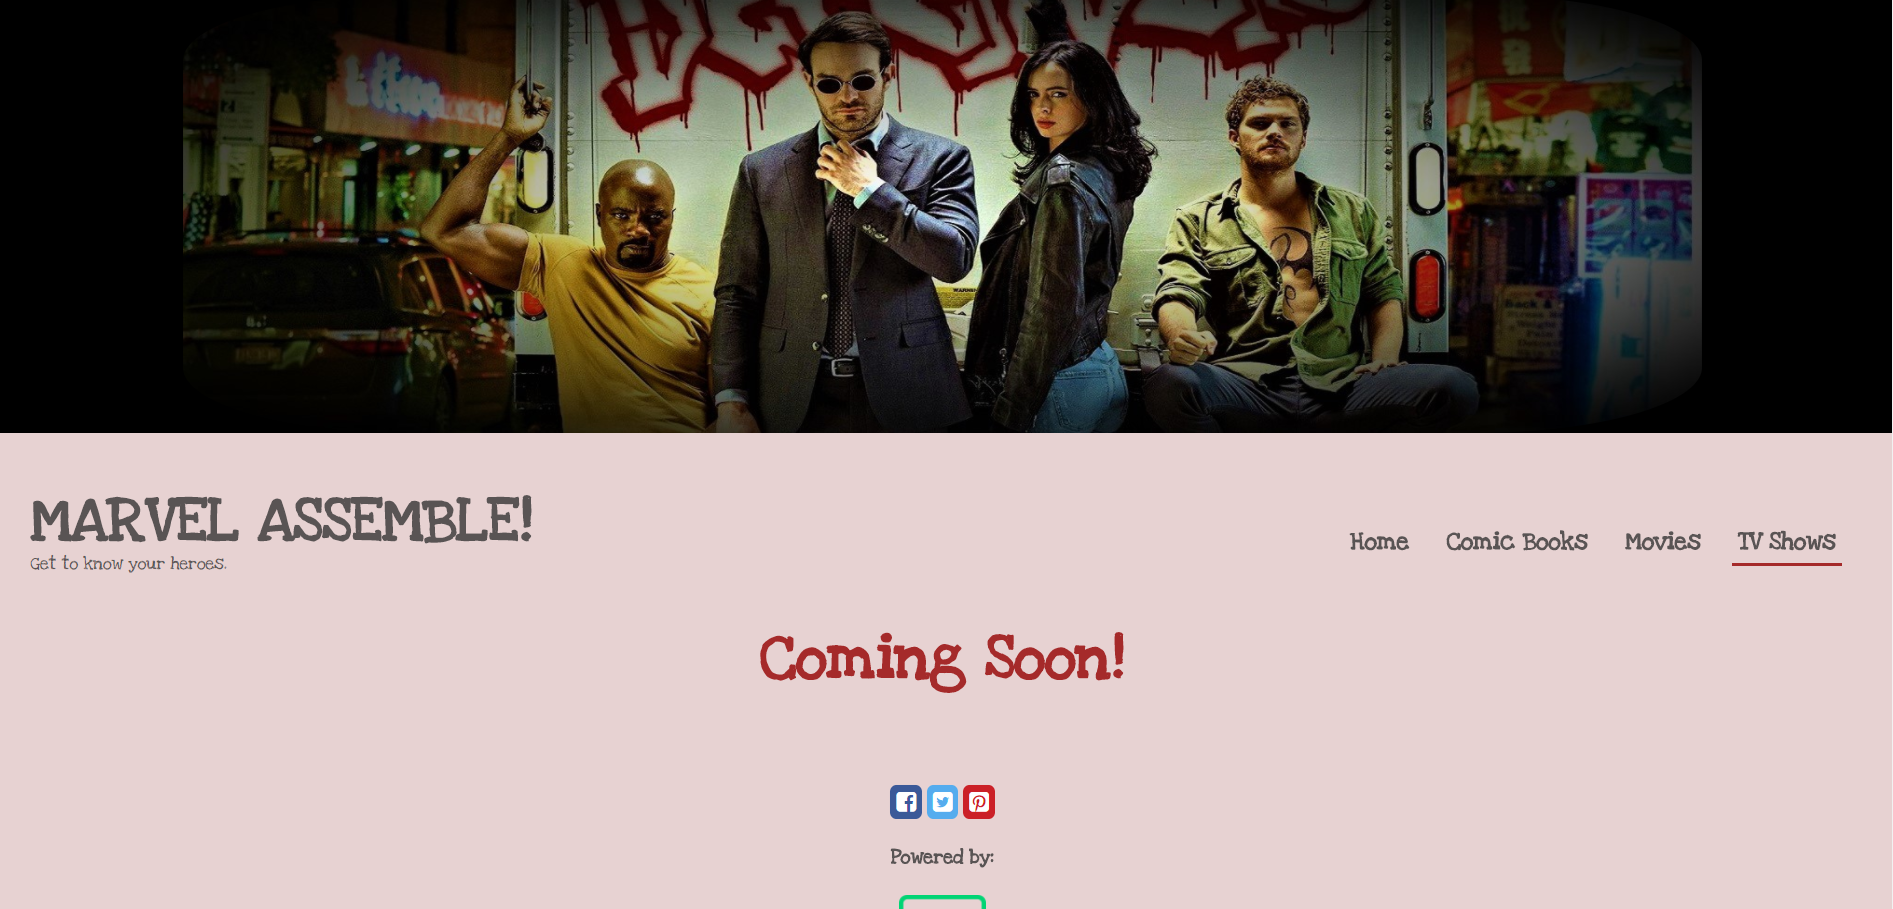 MARVEL ASSEMBLE!
Get to know your heroes.
Home Comic Books Movies TV Shows
Coming Soon!
Powered by: